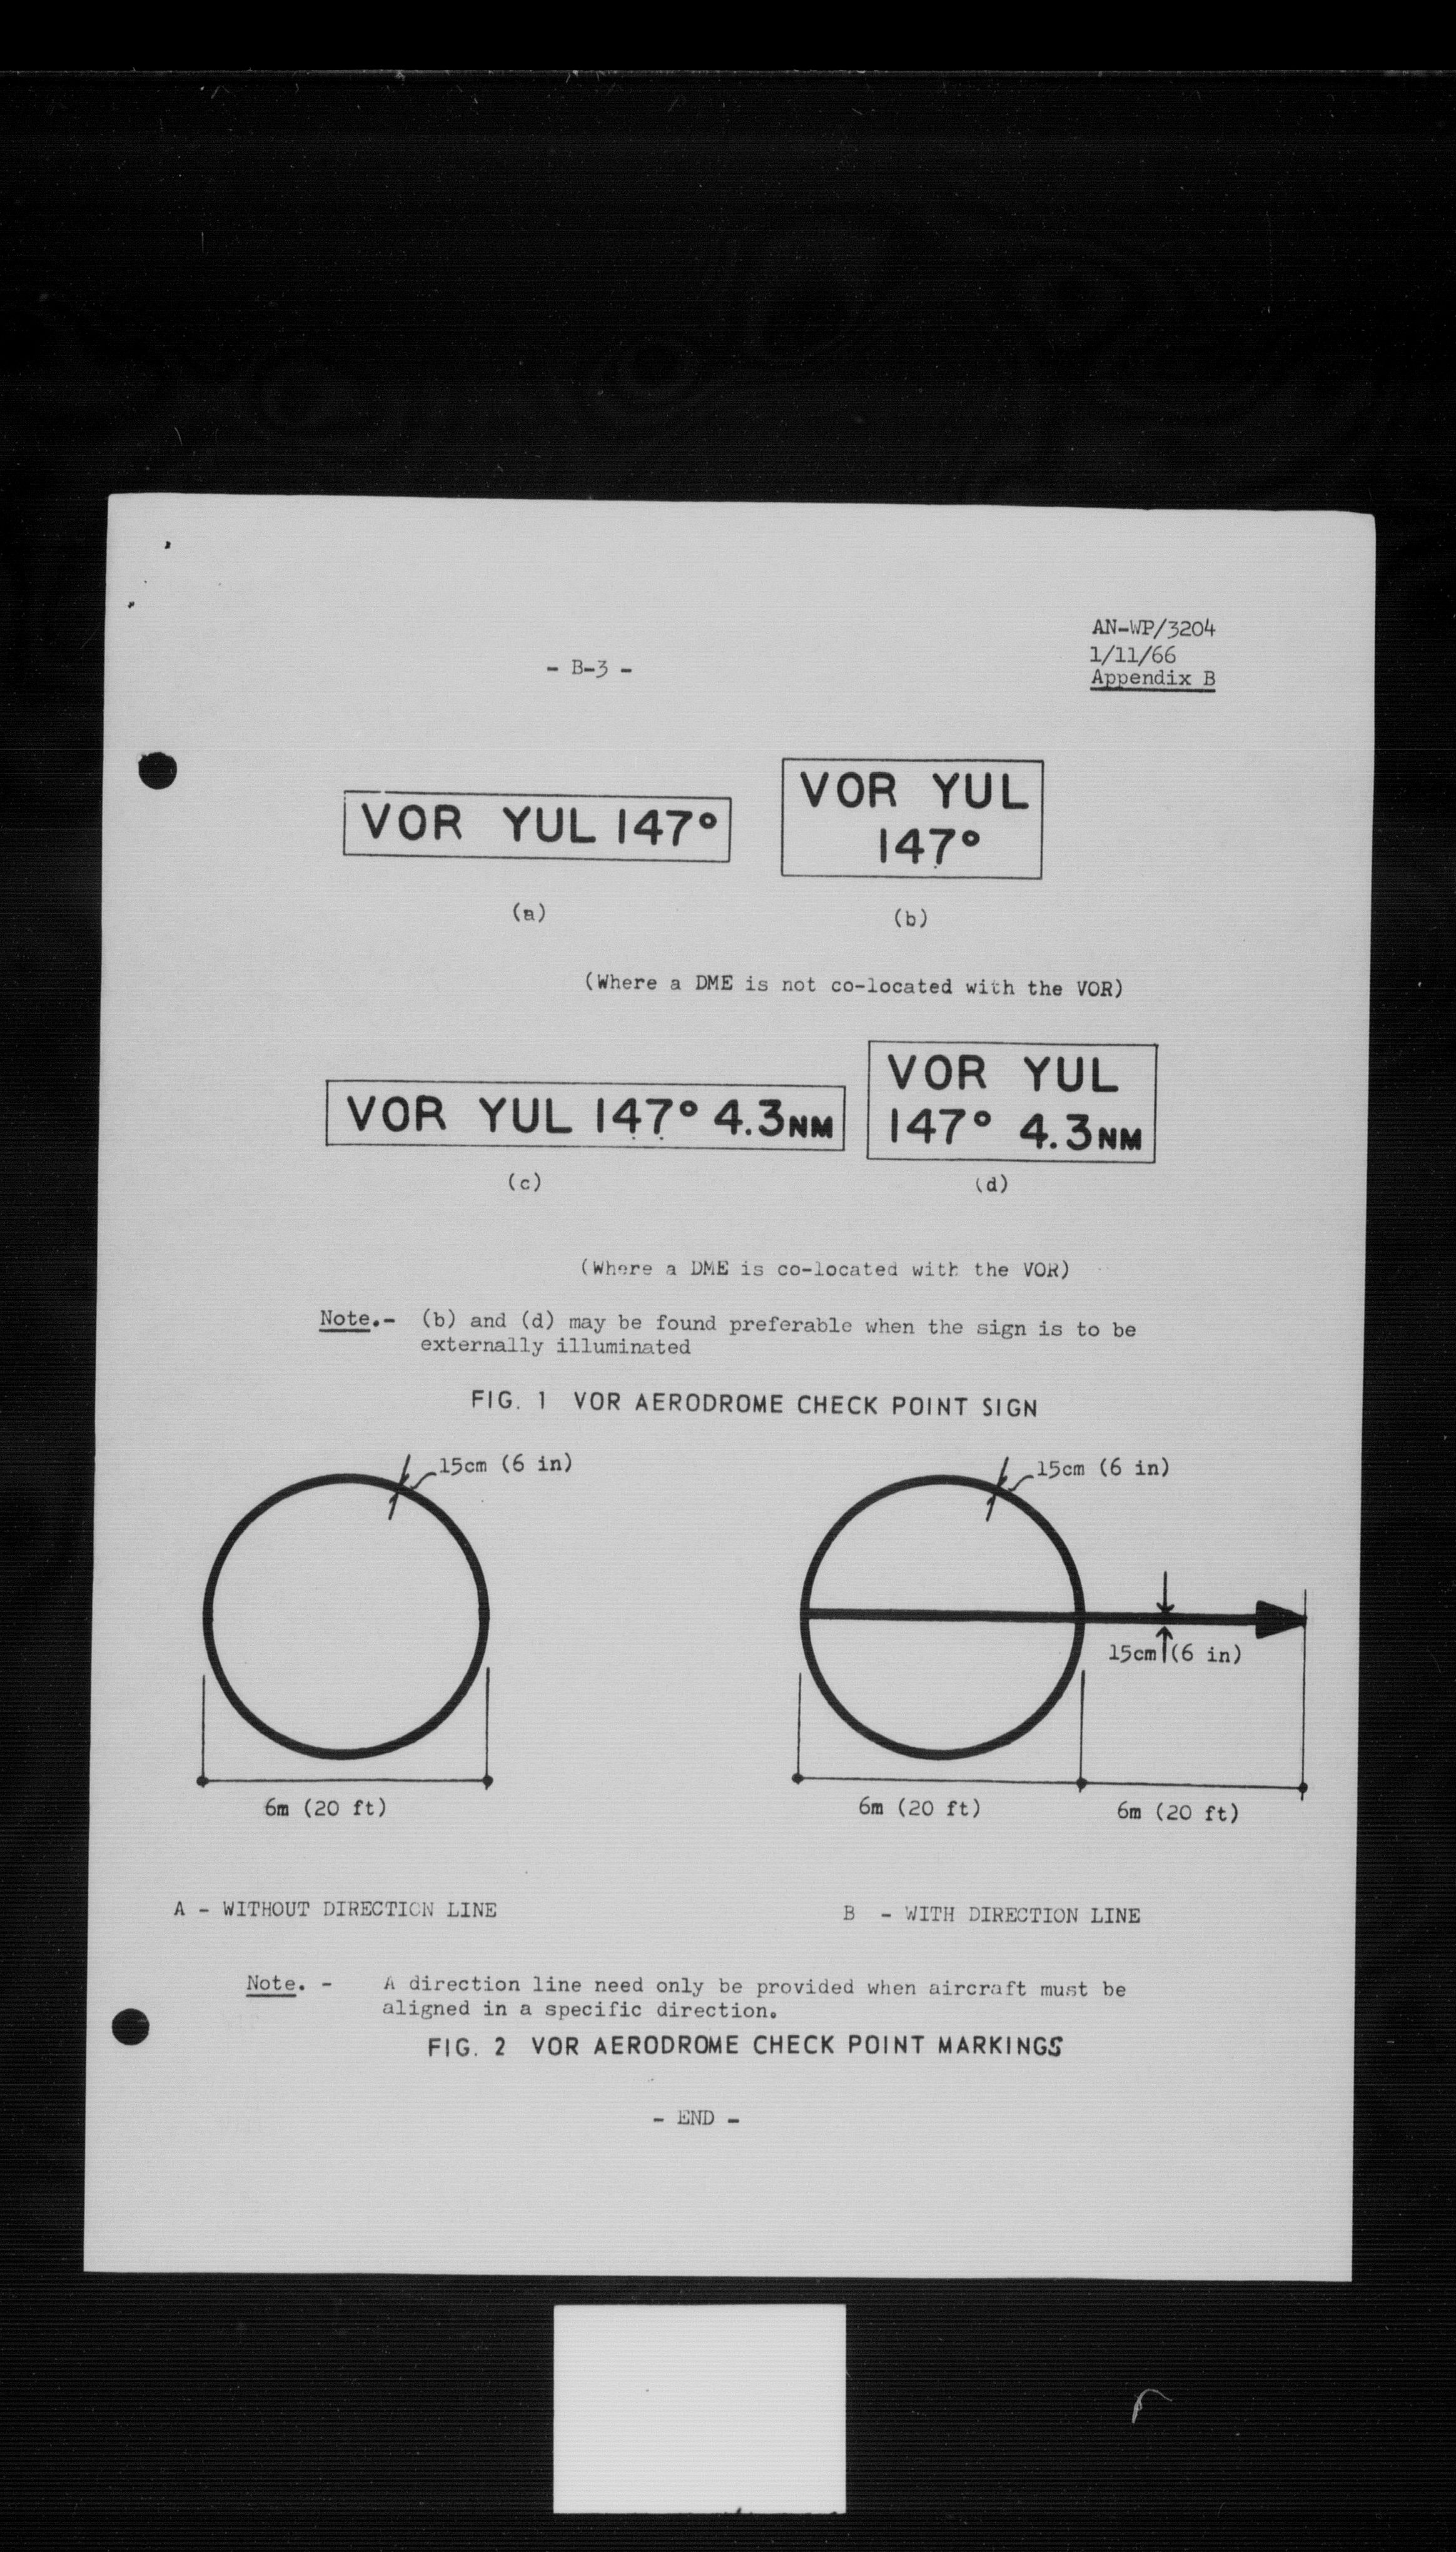 AN-WP/3204
1/11/66
Appendix B
- B-3 -
VOR YUL 147°
(a)
VOR YUL
147°
(b)
(Where a DME is not co-located with the VOR)
VOR YUL 147° 4.3NM
(c)
VOR YUL
147° 4.3NM
(d)
(Where a DME is co-located with the VOR)
Note.- (b) and (d) may be found preferable when the sign is to be
externally illuminated
FIG. 1 VOR AERODROME CHECK POINT SIGN
15cm (6 in)
6m (20 ft)
A - WITHOUT DIRECTION LINE
15cm (6 in)
15cm (6 in)
6m (20 ft)
6m (20 ft)
B - WITH DIRECTION LINE
Note. - A direction line need only be provided when aircraft must be
aligned in a specific direction.
FIG. 2 VOR AERODROME CHECK POINT MARKINGS
- END -